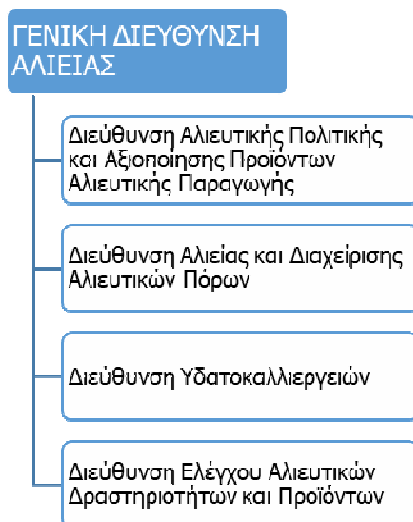 ΓΕΝΙΚΗ ΔΙΕΥΘΥΝΣΗ
ΑΛΙΕΙΑΣ
Διεύθυνση Αλιευτικής Πολιτικής
και Αξιοποίησης Προϊόντων
Αλιευτικής Παραγωγής
Διεύθυνση Αλιείας και Διαχείρισης
Αλιευτικών Πόρων
Διεύθυνση Υδατοκαλλιεργειών
Διεύθυνση Ελέγχου Αλιευτικών
Δραστηριοτήτων και Προϊόντων